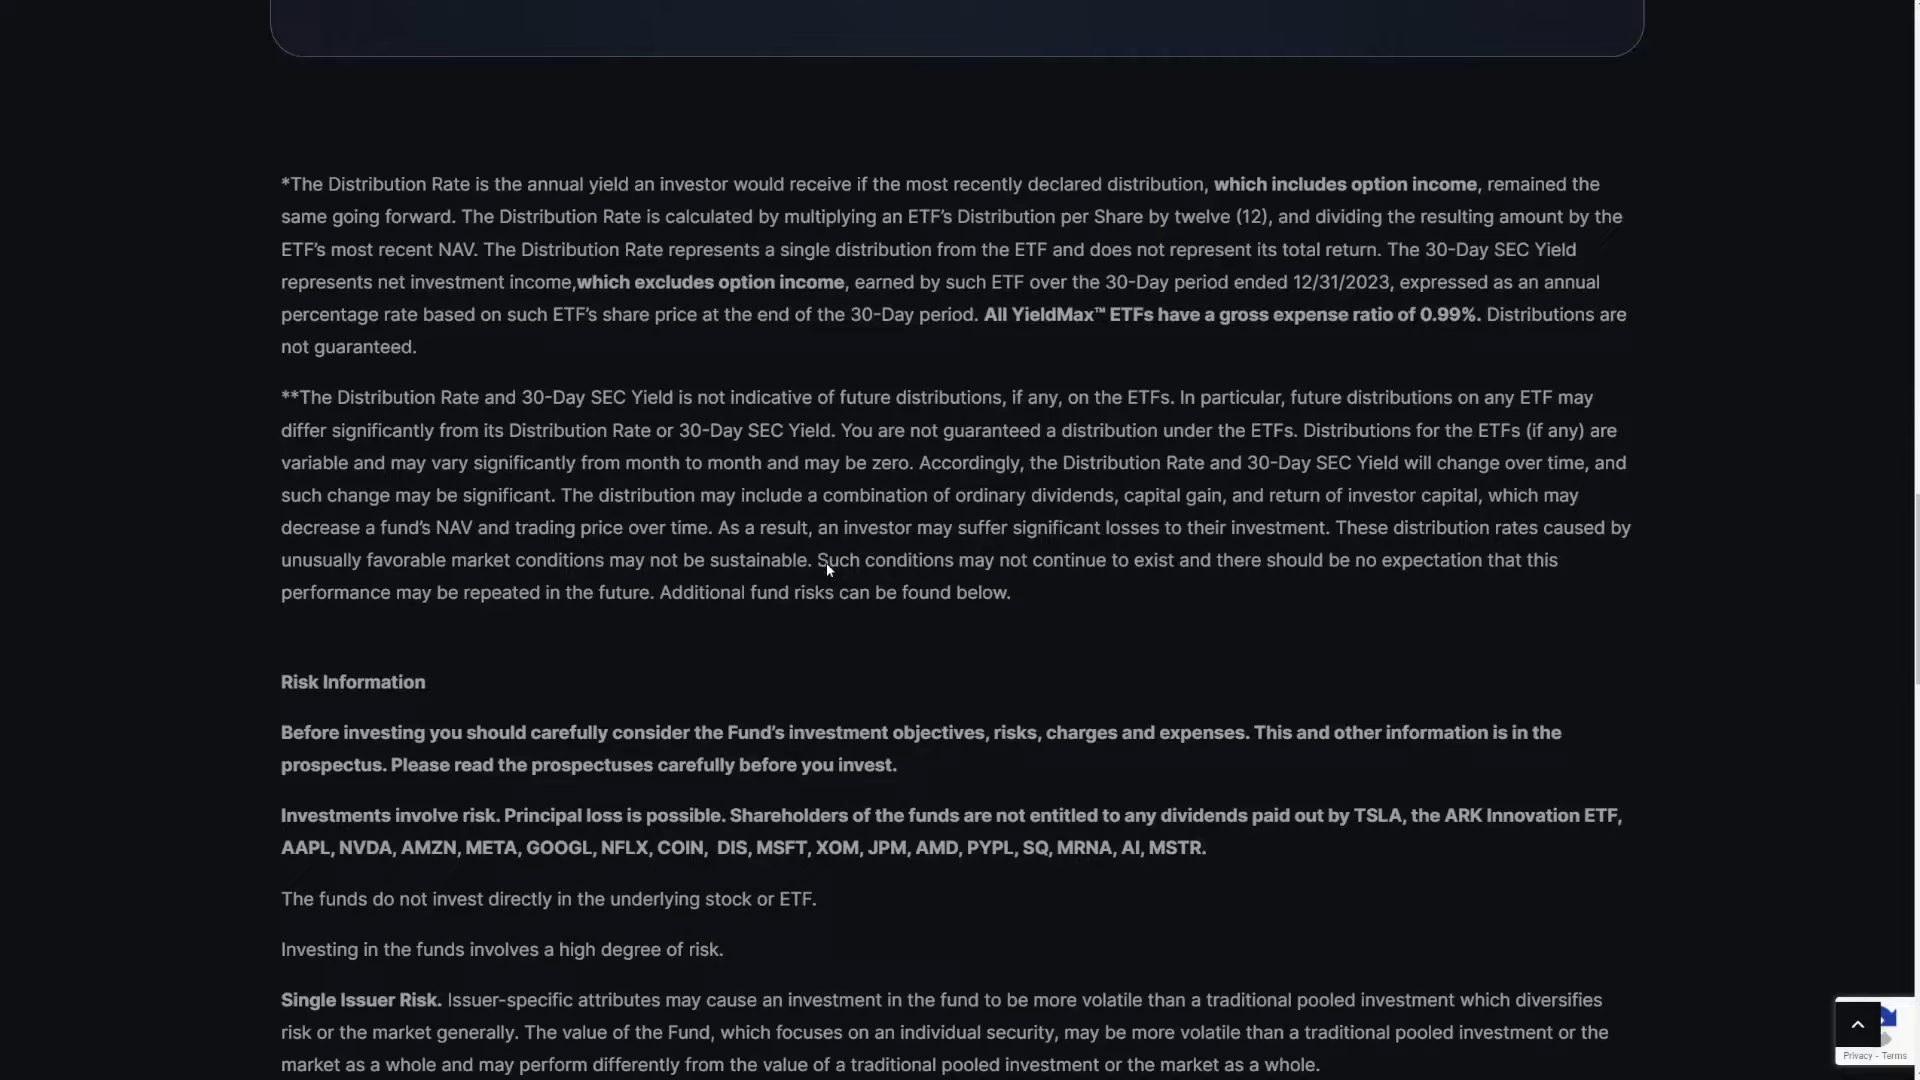 *The Distribution Rate is the annual yield an investor would receive if the most recently declared distribution, which includes option income, remained the
same going forward. The Distribution Rate is calculated by multiplying an ETF’s Distribution per Share by twelve (12), and dividing the resulting amount by the
ETF’s most recent NAV. The Distribution Rate represents a single distribution from the ETF and does not represent its total return. The 30-Day SEC Yield
represents net investment income,which excludes option income, earned by such ETF over the 30-Day period ended 12/31/2023, expressed as an annual
percentage rate based on such ETF’s share price at the end of the 30-Day period. All YieldMax™ ETFs have a gross expense ratio of 0.99%. Distributions are
not guaranteed.
**The Distribution Rate and 30-Day SEC Yield is not indicative of future distributions, if any, on the ETFs. In particular, future distributions on any ETF may
differ significantly from its Distribution Rate or 30-Day SEC Yield. You are not guaranteed a distribution under the ETFs. Distributions for the ETFs (if any) are
variable and may vary significantly from month to month and may be zero. Accordingly, the Distribution Rate and 30-Day SEC Yield will change over time, and
such change may be significant. The distribution may include a combination of ordinary dividends, capital gain, and return of investor capital, which may
decrease a fund’s NAV and trading price over time. As a result, an investor may suffer significant losses to their investment. These distribution rates caused by
unusually favorable market conditions may not be sustainable. Such conditions may not continue to exist and there should be no expectation that this
performance may be repeated in the future. Additional fund risks can be found below.
Risk Information
Before investing you should carefully consider the Fund’s investment objectives, risks, charges and expenses. This and other information is in the
prospectus. Please read the prospectuses carefully before you invest.
Investments involve risk. Principal loss is possible. Shareholders of the funds are not entitled to any dividends paid out by TSLA, the ARK Innovation ETF,
AAPL, NVDA, AMZN, META, GOOGL, NFLX, COIN, DIS, MSFT, XOM, JPM, AMD, PYPL, SQ, MRNA, AI, MSTR.
The funds do not invest directly in the underlying stock or ETF.
Investing in the funds involves a high degree of risk.
Single Issuer Risk. Issuer-specific attributes may cause an investment in the fund to be more volatile than a traditional pooled investment which diversifies
risk or the market generally. The value of the Fund, which focuses on an individual security, may be more volatile than a traditional pooled investment or the
market as a whole and may perform differently from the value of a traditional pooled investment or the market as a whole.
Privacy - Terms